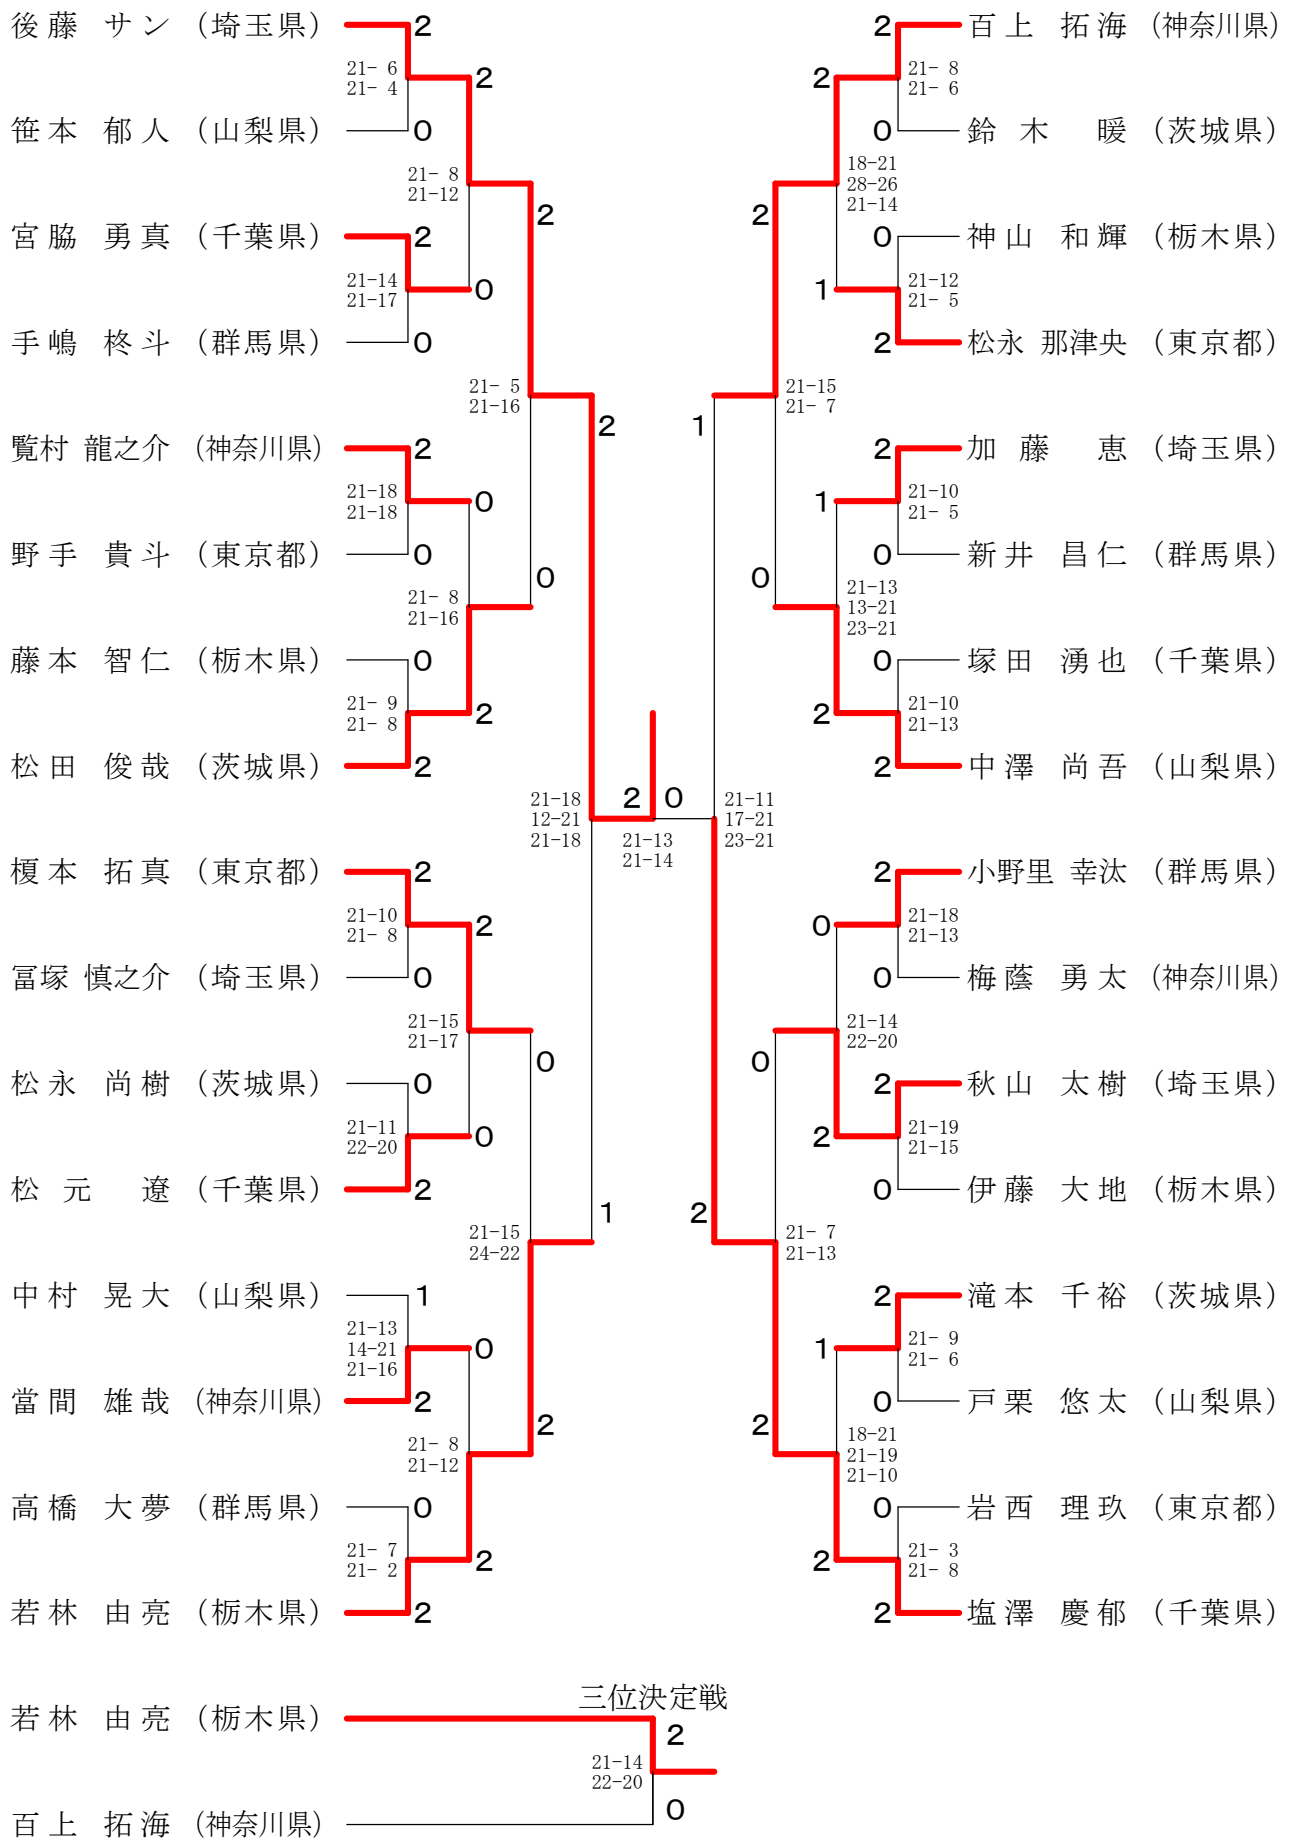 後藤 サン (埼玉県) 2
21- 6
21- 4
2
笹本 郁人 (山梨県) 0
21- 8
21-12
2
宮脇 勇真 (千葉県) 2
21-14
21-17
0
手嶋 柊斗 (群馬県) 0
21- 5
21-16
2
覧村 龍之介 (神奈川県) 2
21-18
21-18
0
野手 貴斗 (東京都) 0
21- 8
21-16
0
藤本 智仁 (栃木県) 0
21- 9
21- 8
2
松田 俊哉 (茨城県) 2
21-18
12-21
21-18
2 0
21-13
21-14
榎本 拓真 (東京都) 2
21-10
21- 8
2
冨塚 慎之介 (埼玉県) 0
21-15
21-17
0
松永 尚樹 (茨城県) 0
21-11
22-20
0
松元 遼 (千葉県) 2
21-15
24-22
1
中村 晃大 (山梨県) 1
21-13
14-21
21-16
0
當間 雄哉 (神奈川県) 2
21- 8
21-12
2
高橋 大夢 (群馬県) 0
21- 7
21- 2
2
若林 由亮 (栃木県) 2
2 百上 拓海 (神奈川県)
21- 8
21- 6
2
0 鈴木 暖 (茨城県)
18-21
28-26
21-14
2
0 神山 和輝 (栃木県)
21-12
21- 5
1
2 松永 那津央 (東京都)
21-15
21- 7
1
2 加藤 恵 (埼玉県)
21-10
21- 5
1
0 新井 昌仁 (群馬県)
21-13
13-21
23-21
0
0 塚田 湧也 (千葉県)
21-10
21-13
2
2 中澤 尚吾 (山梨県)
21-11
17-21
23-21
2 小野里 幸汰 (群馬県)
21-18
21-13
0
0 梅蔭 勇太 (神奈川県)
21-14
22-20
0
2 秋山 太樹 (埼玉県)
21-19
21-15
2
0 伊藤 大地 (栃木県)
21- 7
21-13
2
2 滝本 千裕 (茨城県)
21- 9
21- 6
1
0 戸栗 悠太 (山梨県)
18-21
21-19
21-10
2
0 岩西 理玖 (東京都)
21- 3
21- 8
2
2 塩澤 慶郁 (千葉県)
三位決定戦
若林 由亮 (栃木県) 2
21-14
22-20
百上 拓海 (神奈川県) 0